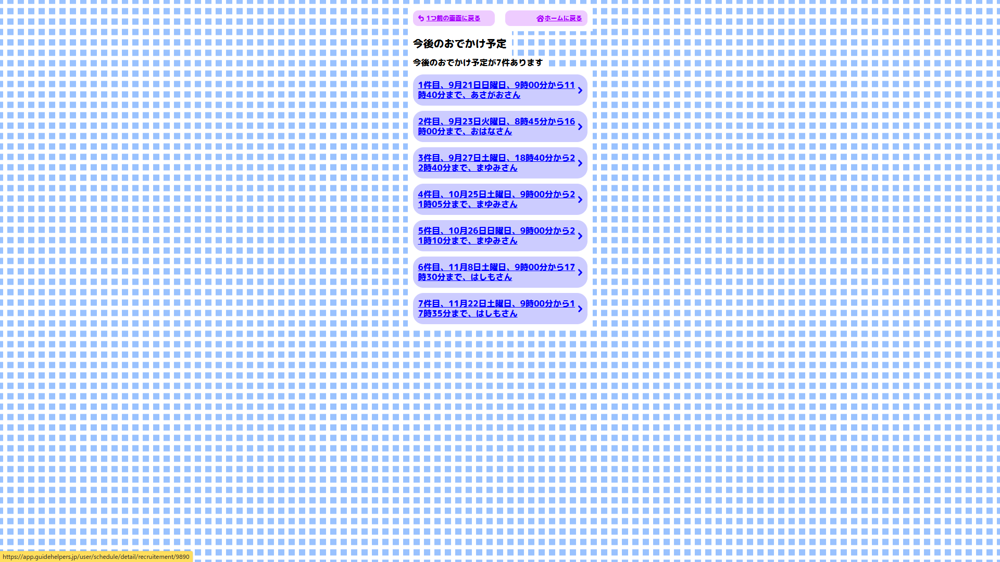 1つ前の画面に戻る
ホームに戻る
今後のおでかけ予定
今後のおでかけ予定が7件あります
1件目、9月21日日曜日、9時00分から11
時40分まで、あさがおさん
2件目、9月23日火曜日、8時45分から16
時00分まで、おはなさん
3件目、9月27日土曜日、18時40分から2
2時40分まで、まゆみさん
4件目、10月25日土曜日、9時00分から2
1時05分まで、まゆみさん
5件目、10月26日日曜日、9時00分から2
1時10分まで、まゆみさん
6件目、11月8日土曜日、9時00分から17
時30分まで、はしもさん
7件目、11月22日土曜日、9時00分から1
7時35分まで、はしもさん
https://app.guidehelpers.jp/user/schedule/detail/recruitement/9890